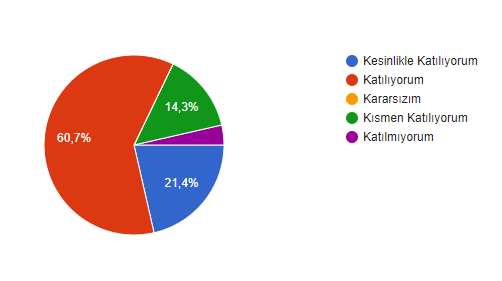 60,7%
14,3%
21,4%
Kesinlikle Katılıyorum
Katılıyorum
Kararsızım
Kısmen Katılıyorum
Katılmıyorum